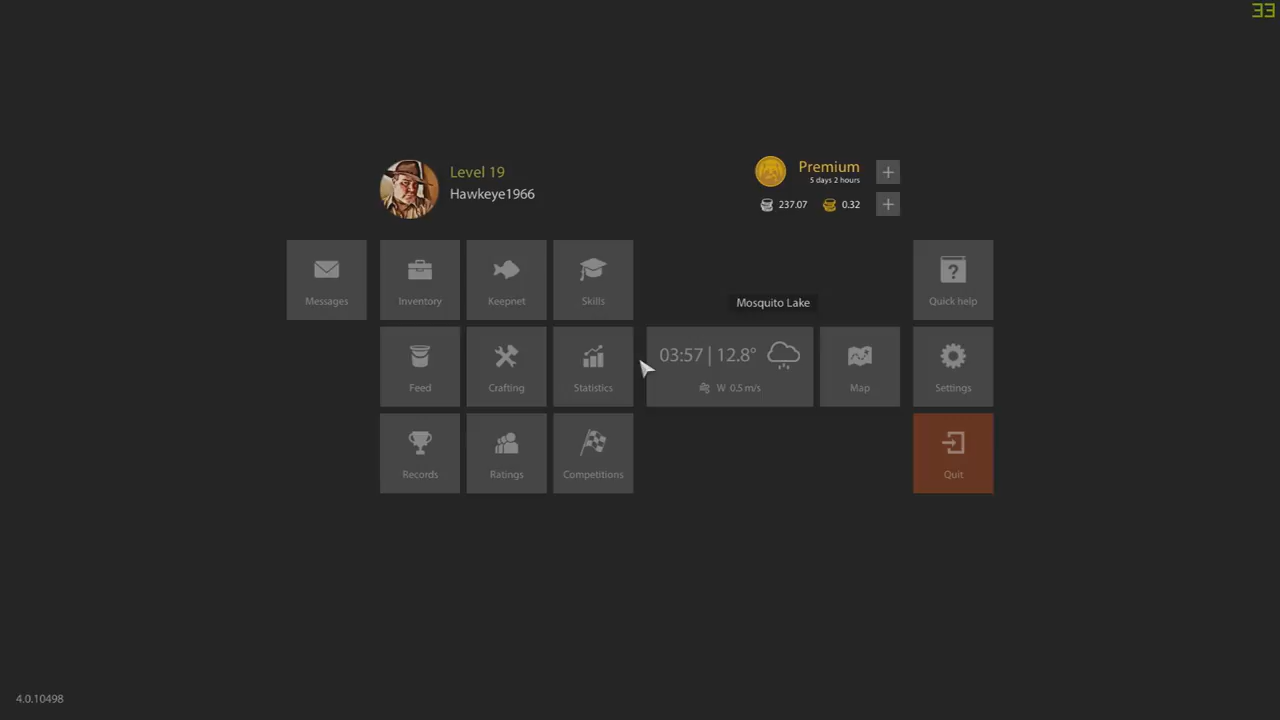 33
Level 19
Hawkeye1966
Premium
5 days 2 hours
237.07 0.32
Messages Inventory Keepnet Skills
Mosquito Lake
Quick help
Feed Crafting Statistics
03:57 | 12.8°
W 0.5 m/s
Map Settings
Records Ratings Competitions
Quit
4.0.10498